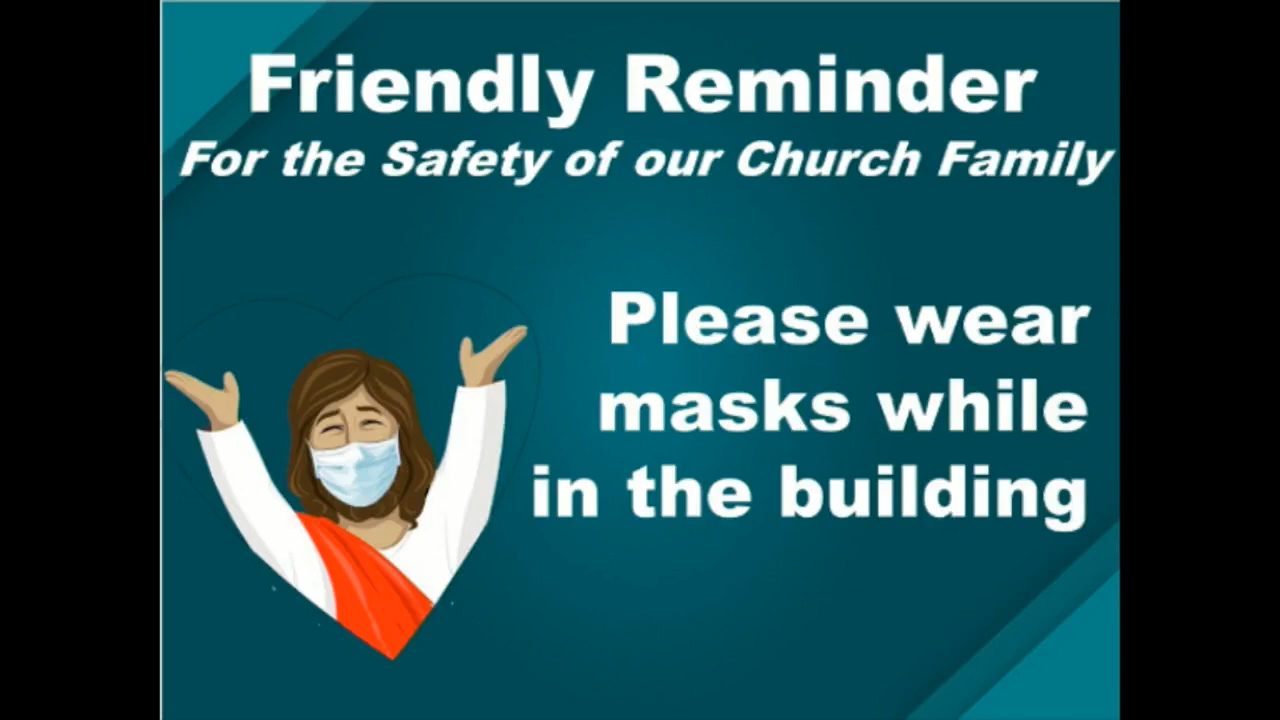 Friendly Reminder
For the Safety of our Church Family
Please wear
masks while
in the building